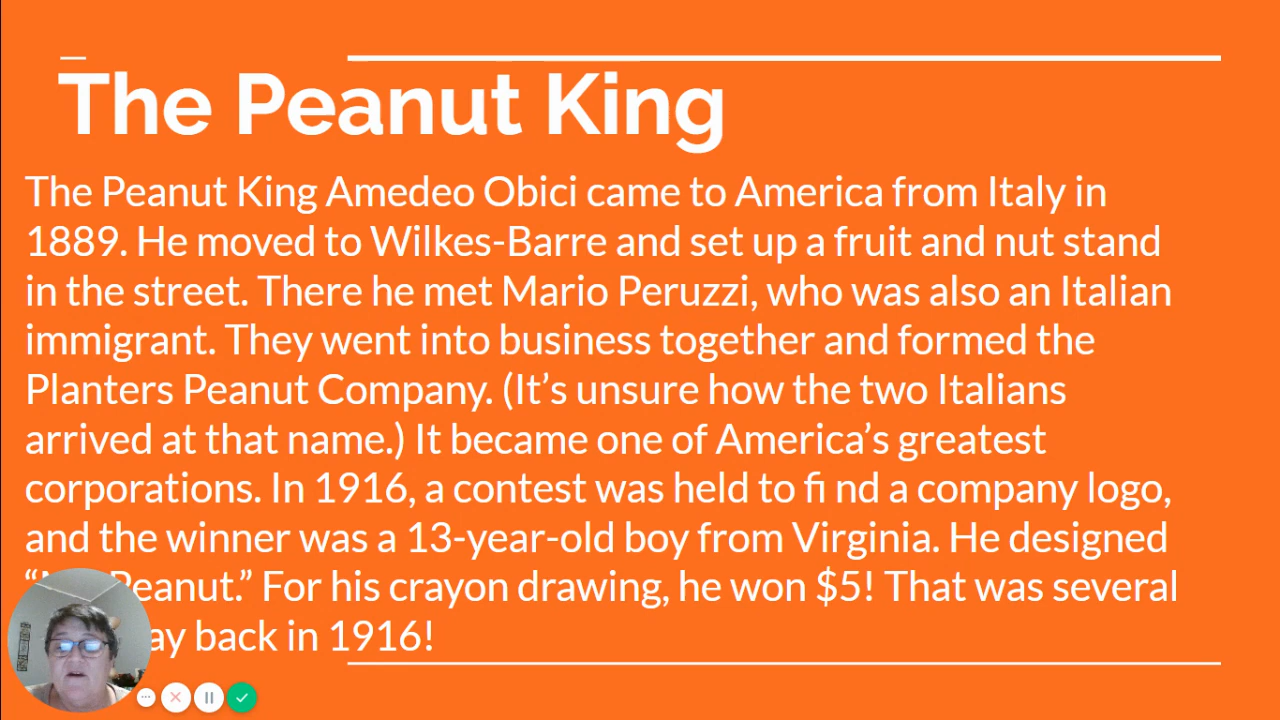 The Peanut King
The Peanut King Amedeo Obici came to America from Italy in
1889. He moved to Wilkes-Barre and set up a fruit and nut stand
in the street. There he met Mario Peruzzi, who was also an Italian
immigrant. They went into business together and formed the
Planters Peanut Company. (It’s unsure how the two Italians
arrived at that name.) It became one of America’s greatest
corporations. In 1916, a contest was held to fi nd a company logo,
and the winner was a 13-year-old boy from Virginia. He designed
Peanut.” For his crayon drawing, he won $5! That was several
back in 1916!